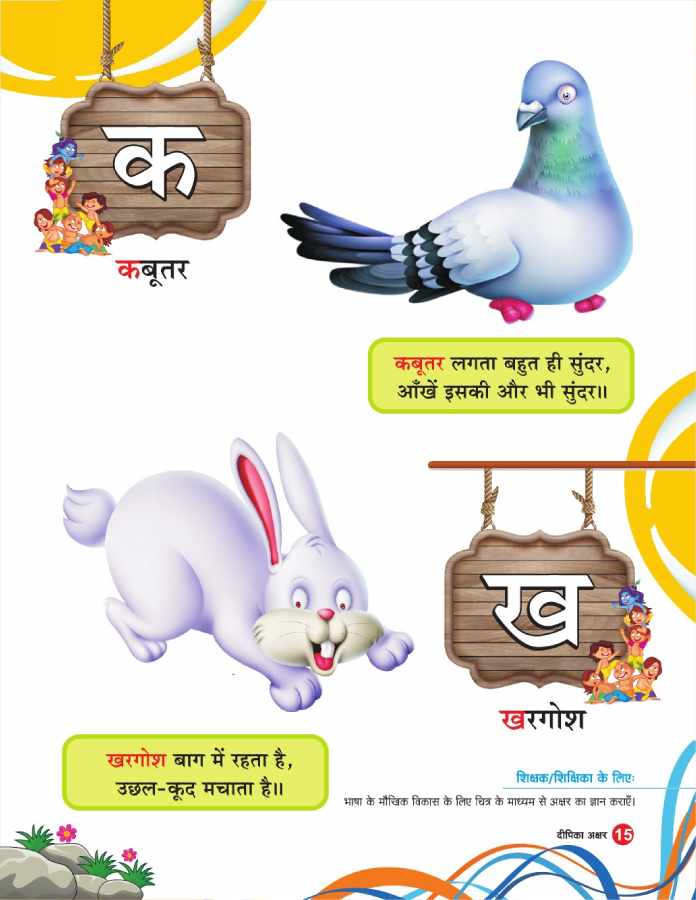 क
कबूतर
कबूतर लगता बहुत ही सुंदर,
आँखें इसकी और भी सुंदर॥
ख
खरगोश
खरगोश बाग में रहता है,
उछल-कूद मचाता है॥
शिक्षक/शिक्षिका के लिएः
भाषा के मौखिक विकास के लिए चित्र के माध्यम से अक्षर का ज्ञान कराएँ।
दीपिका अक्षर 15